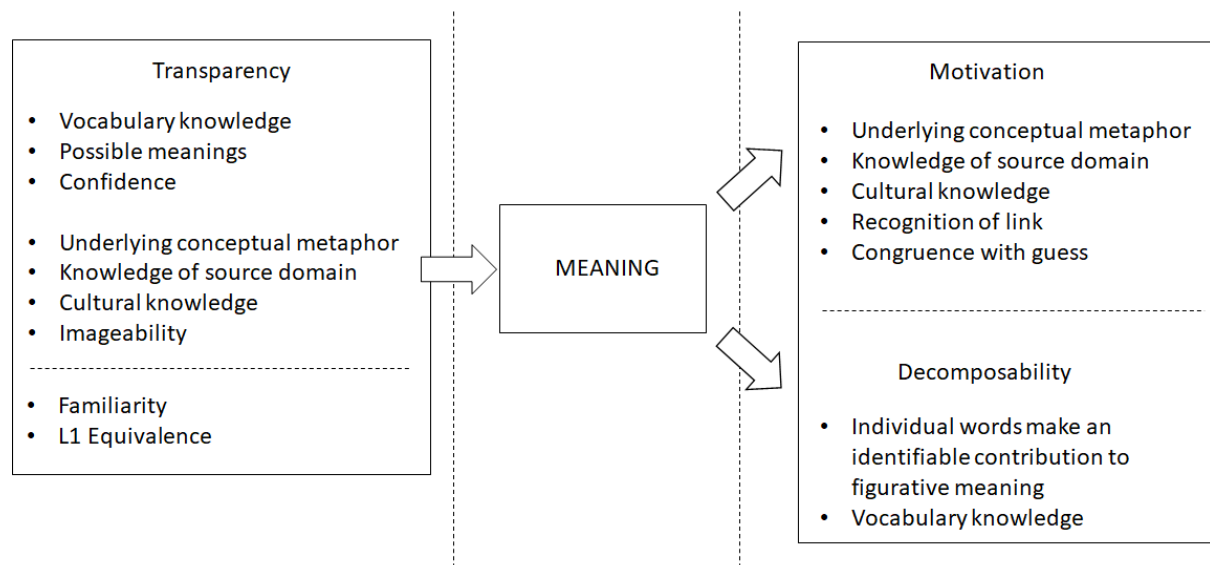 Transparency
• Vocabulary knowledge
• Possible meanings
• Confidence
• Underlying conceptual metaphor
• Knowledge of source domain
• Cultural knowledge
• Imageability
• Familiarity
• L1 Equivalence
MEANING
Motivation
• Underlying conceptual metaphor
• Knowledge of source domain
• Cultural knowledge
• Recognition of link
• Congruence with guess
Decomposability
• Individual words make an
identifiable contribution to
figurative meaning
• Vocabulary knowledge